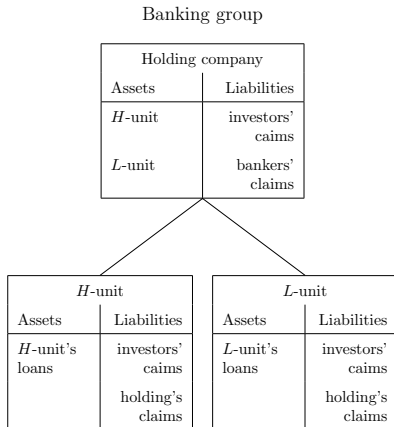 Banking group
Holding company
Assets Liabilities
H-unit investors'
caims
L-unit bankers'
claims
H-unit
Assets Liabilities
H-unit's investors'
loans caims
holding's
claims
L-unit
Assets Liabilities
L-unit's investors'
loans caims
holding's
claims